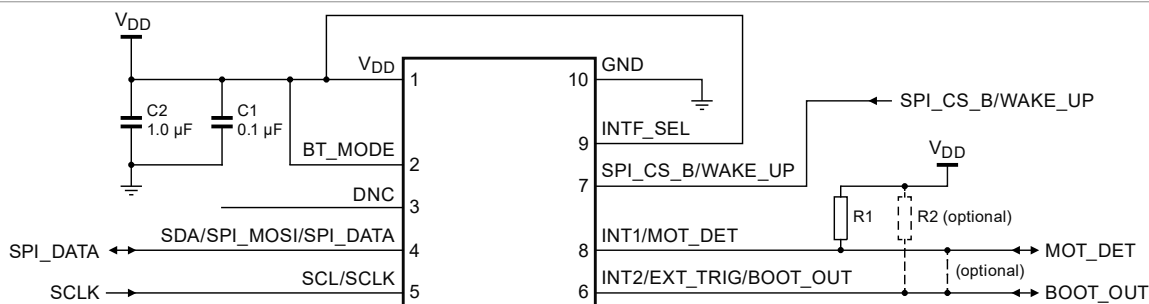 VDD
VDD
1
10
GND
C2
1.0 µF
C1
0.1 µF
SPI_CS_B/WAKE_UP
INTF_SEL
9
BT_MODE
2
SPI_CS_B/WAKE_UP
7
VDD
DNC
3
R1
R2 (optional)
SPI_DATA
SDA/SPI_MOSI/SPI_DATA
4
INT1/MOT_DET
8
MOT_DET
(optional)
SCLK
SCL/SCLK
5
INT2/EXT_TRIG/BOOT_OUT
6
BOOT_OUT